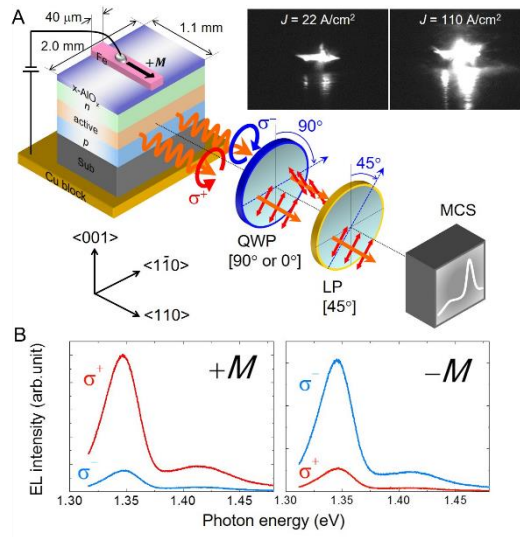 A
J = 22 A/cm²
J = 110 A/cm²
40 μm
2.0 mm
1.1 mm
+M
Fe
x-AlOₓ
n
active
p
Sub
Cu block
σ⁻
σ⁺
90°
45°
QWP
[90° or 0°]
LP
[45°]
MCS
<001>
<11̅0>
<110>
B
EL intensity (arb.unit)
σ⁺
σ⁻
+M
σ⁻
σ⁺
−M
1.30 1.35 1.40 1.45
1.30 1.35 1.40 1.45
Photon energy (eV)